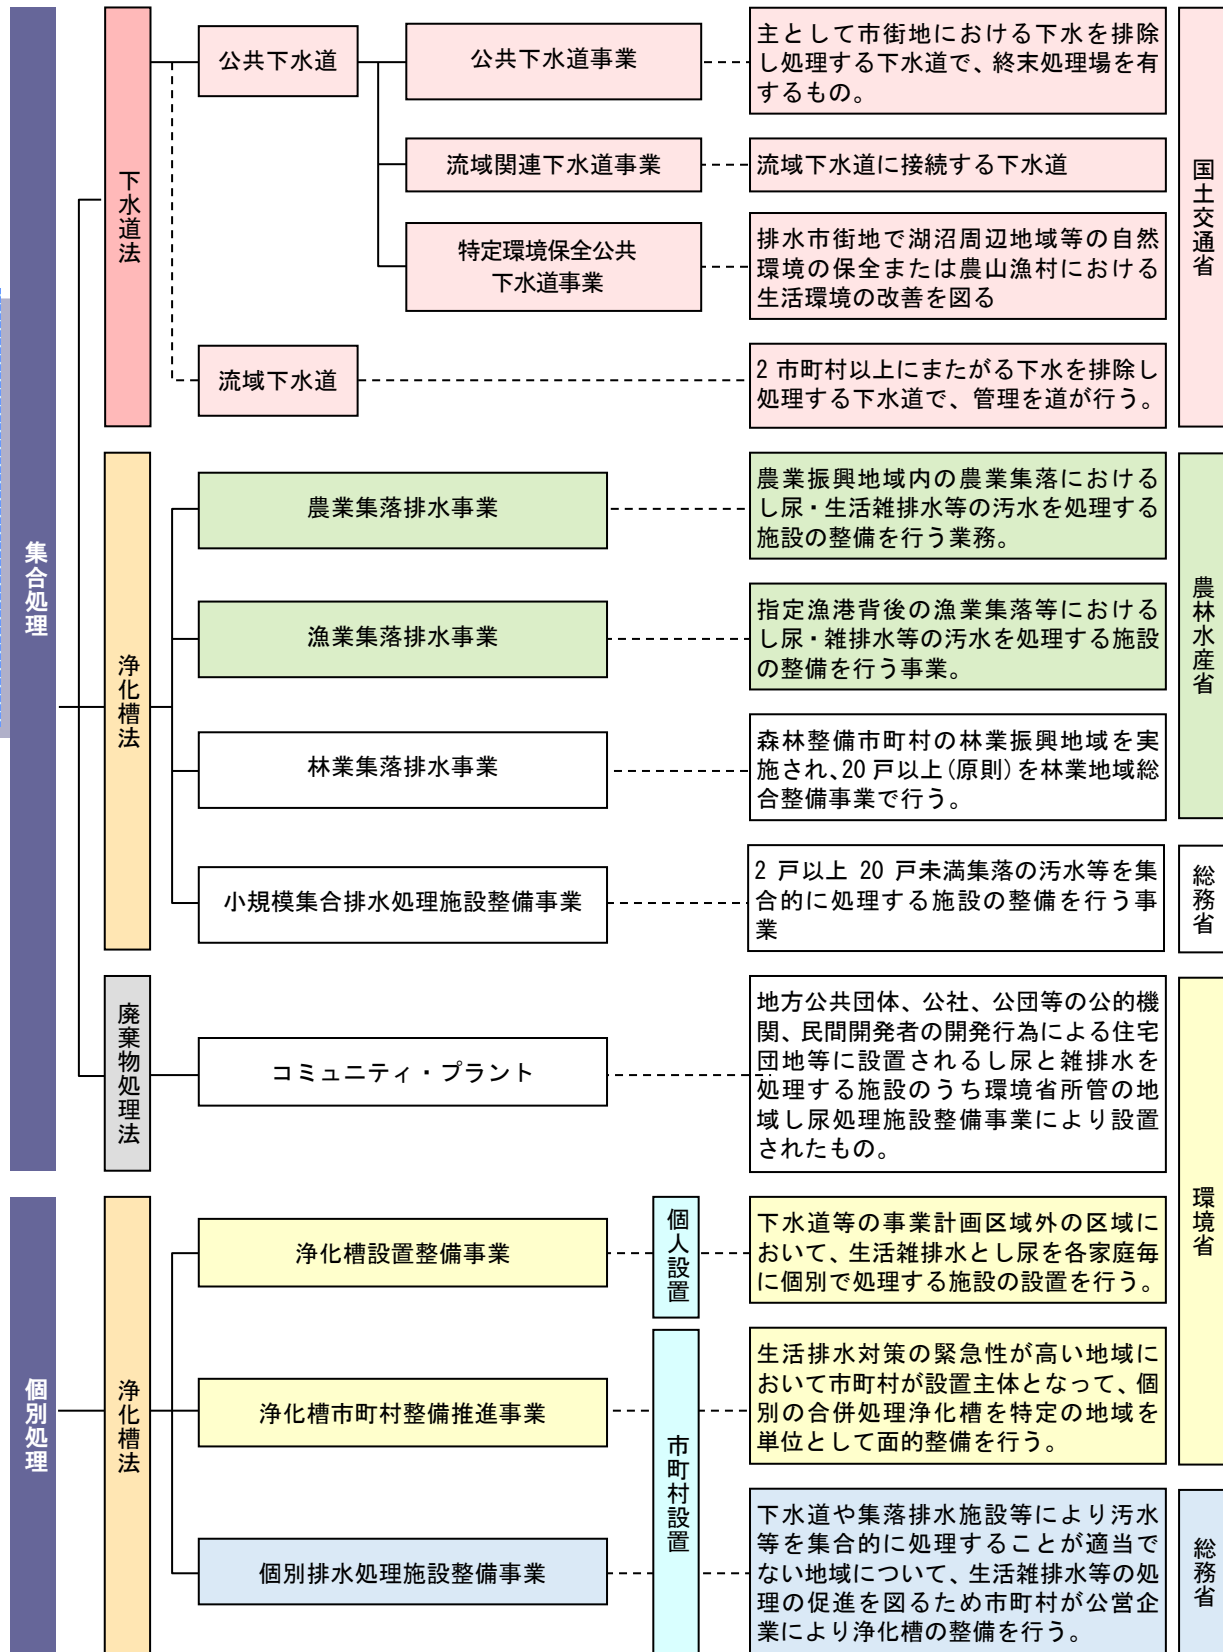 集合処理
下水道法
公共下水道
公共下水道事業
主として市街地における下水を排除
し処理する下水道で、終末処理場を有
するもの。
国土交通省
流域関連下水道事業
流域下水道に接続する下水道
特定環境保全公共
下水道事業
排水市街地で湖沼周辺地域等の自然
環境の保全または農山漁村における
生活環境の改善を図る
流域下水道
2 市町村以上にまたがる下水を排除し
処理する下水道で、管理を道が行う。
浄化槽法
農業集落排水事業
農業振興地域内の農業集落における
し尿・生活雑排水等の汚水を処理する
施設の整備を行う業務。
農林水産省
漁業集落排水事業
指定漁港背後の漁業集落等における
し尿・雑排水等の汚水を処理する施設
の整備を行う事業。
林業集落排水事業
森林整備市町村の林業振興地域を実
施され、20 戸以上(原則)を林業地域総
合整備事業で行う。
小規模集合排水処理施設整備事業
2 戸以上 20 戸未満集落の汚水等を集
合的に処理する施設の整備を行う事
業
総務省
廃棄物処理法
コミュニティ・プラント
地方公共団体、公社、公団等の公的機
関、民間開発者の開発行為による住宅
団地等に設置されるし尿と雑排水を
処理する施設のうち環境省所管の地
域し尿処理施設整備事業により設置
されたもの。
環境省
個別処理
浄化槽法
浄化槽設置整備事業
個人設置
下水道等の事業計画区域外の区域に
おいて、生活雑排水とし尿を各家庭毎
に個別で処理する施設の設置を行う。
浄化槽市町村整備推進事業
市町村設置
生活排水対策の緊急性が高い地域に
おいて市町村が設置主体となって、個
別の合併処理浄化槽を特定の地域を
単位として面的整備を行う。
個別排水処理施設整備事業
下水道や集落排水施設等により汚水
等を集合的に処理することが適当で
ない地域について、生活雑排水等の処
理の促進を図るため市町村が公営企
業により浄化槽の整備を行う。
総務省